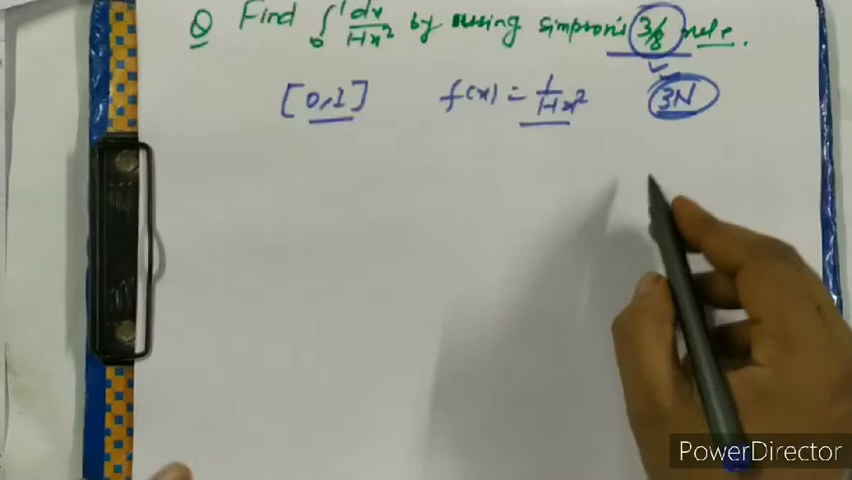 Q Find ∫₀¹ dx/1+x² by using simpson's 3/8 rule.
[0,1] f(x) = 1/1+x² 3N
PowerDirector